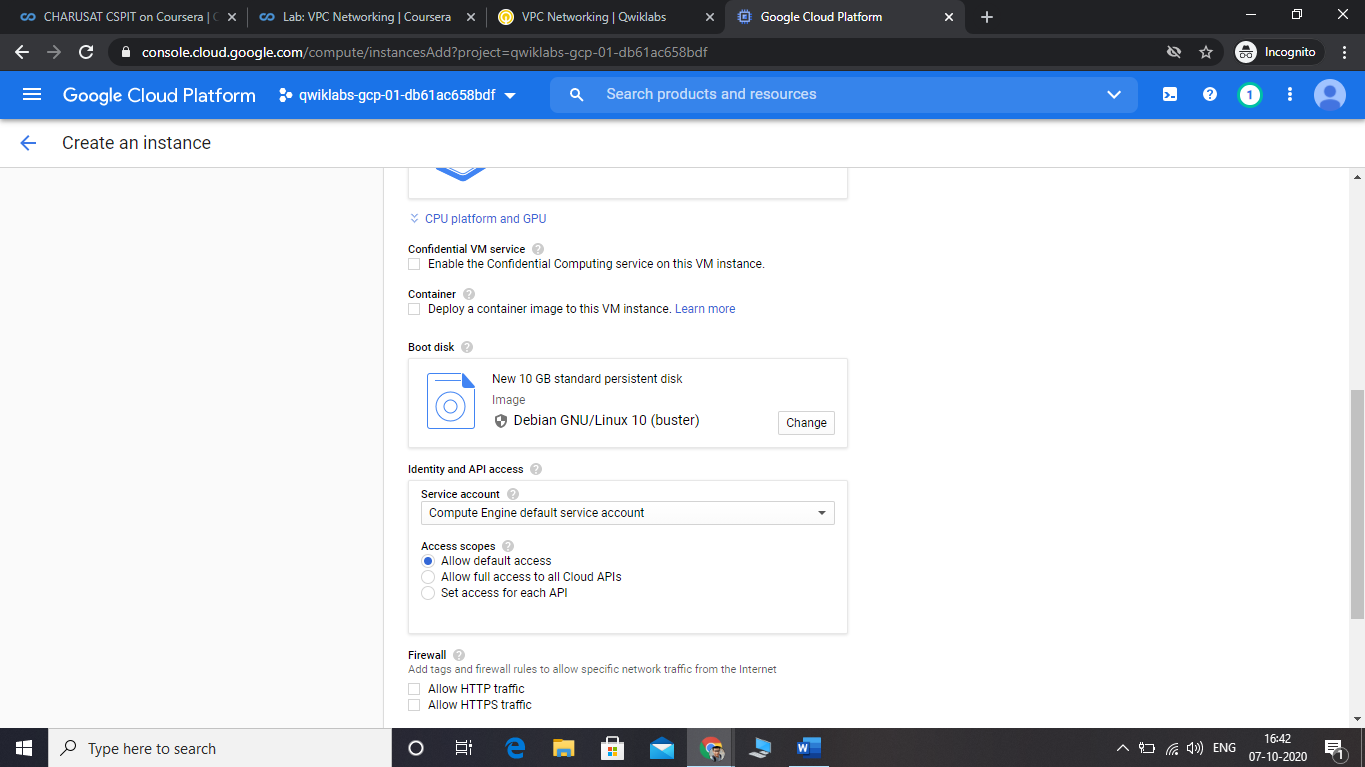 CHARUSAT CSPIT on Coursera |
Lab: VPC Networking | Coursera
VPC Networking | Qwiklabs
Google Cloud Platform
console.cloud.google.com/compute/instancesAdd?project=qwiklabs-gcp-01-db61ac658bdf
Incognito
Google Cloud Platform
qwiklabs-gcp-01-db61ac658bdf
Search products and resources
1
Create an instance
CPU platform and GPU
Confidential VM service
Enable the Confidential Computing service on this VM instance.
Container
Deploy a container image to this VM instance. Learn more
Boot disk
New 10 GB standard persistent disk
Image
Debian GNU/Linux 10 (buster)
Change
Identity and API access
Service account
Compute Engine default service account
Access scopes
Allow default access
Allow full access to all Cloud APIs
Set access for each API
Firewall
Add tags and firewall rules to allow specific network traffic from the Internet
Allow HTTP traffic
Allow HTTPS traffic
Type here to search
ENG
16:42
07-10-2020
1